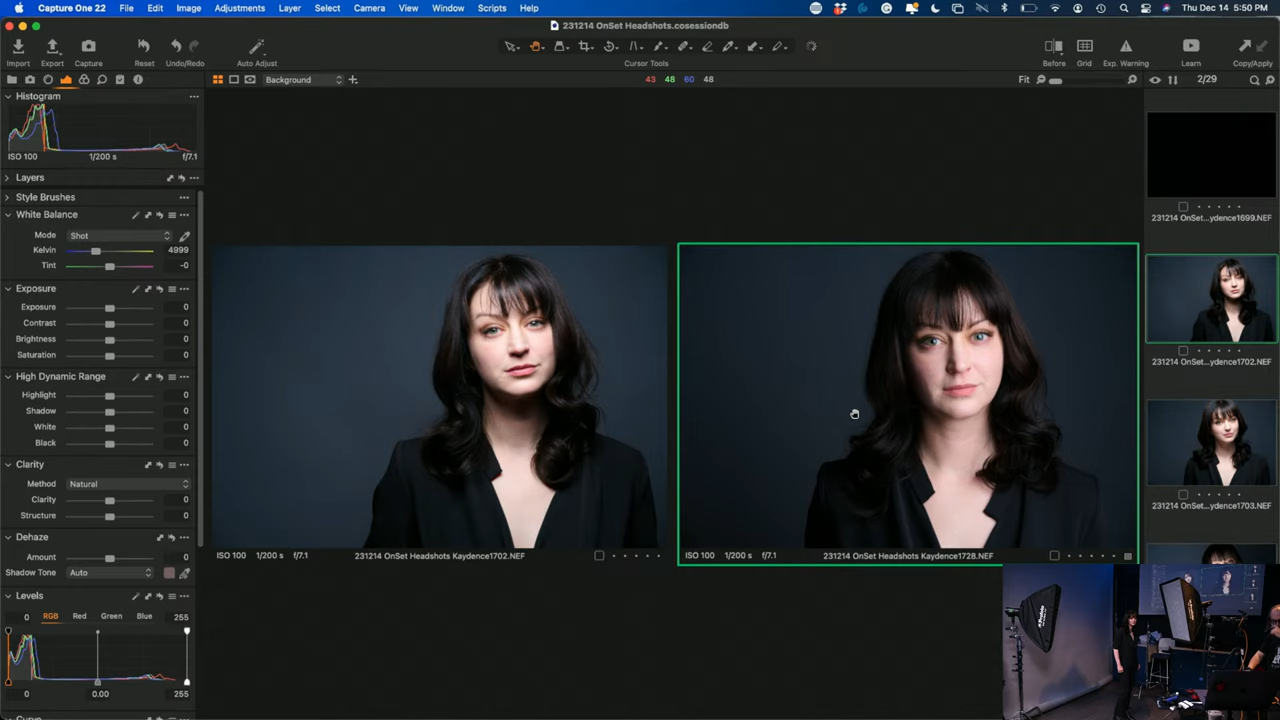 Capture One 22 File Edit Image Adjustments Layer Select Camera View Window Scripts Help Thu Dec 14 5:50 PM
231214 OnSet Headshots.cosessiondb
Import Export Capture Reset Undo/Redo Auto Adjust Cursor Tools Before Grid Exp. Warning Learn Copy/Apply
Background 43 48 60 48 Fit 2/29
Histogram
ISO 100 1/200 s f/7.1
Layers
Style Brushes
White Balance
Mode Shot
Kelvin 4999
Tint -0
Exposure
Exposure 0
Contrast 0
Brightness 0
Saturation 0
High Dynamic Range
Highlight 0
Shadow 0
White 0
Black 0
Clarity
Method Natural
Clarity 0
Structure 0
Dehaze
Amount 0
Shadow Tone Auto
Levels
0 RGB Red Green Blue 255
0 0.00 255
ISO 100 1/200 s f/7.1 231214 OnSet Headshots Kaydence1702.NEF
ISO 100 1/200 s f/7.1 231214 OnSet Headshots Kaydence1728.NEF
231214 OnSet...ydence1699.NEF
231214 OnSet...ydence1702.NEF
231214 OnSet...ydence1703.NEF